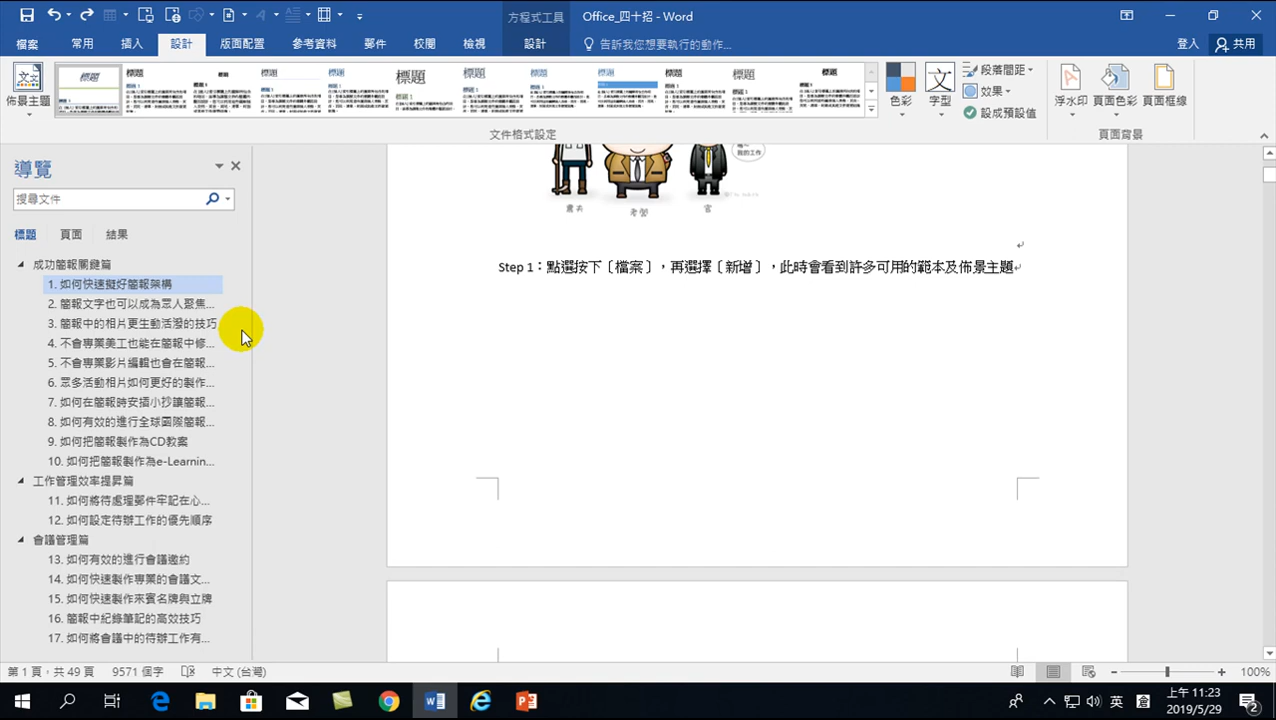 方程式工具
Office_四十招 - Word
檔案 常用 插入 設計 版面配置 參考資料 郵件 校閱 檢視 設計 告訴我您想要執行的動作... 登入 共用
佈景主題
標題 標題 標題 標題 標題 標題 標題 標題 標題 標題 標題 標題
色彩 字型 段落間距 效果 設成預設值
浮水印 頁面色彩 頁面框線
文件格式設定 頁面背景
導覽
搜尋文件
標題 頁面 結果
成功簡報關鍵篇
1. 如何快速擬好簡報架構
2. 簡報文字也可以成為眾人聚焦...
3. 簡報中的相片更生動活潑的技巧
4. 不會專業美工也能在簡報中修...
5. 不會專業影片編輯也會在簡報...
6. 眾多活動相片如何更好的製作...
7. 如何在簡報時安插小抄讓簡報...
8. 如何有效的進行全球國際簡報...
9. 如何把簡報製作為CD教案
10. 如何把簡報製作為e-Learnin...
工作管理效率提昇篇
11. 如何將待處理郵件牢記在心...
12. 如何設定待辦工作的優先順序
會議管理篇
13. 如何有效的進行會議邀約
14. 如何快速製作專業的會議文...
15. 如何快速製作來賓名牌與立牌
16. 簡報中紀錄筆記的高效技巧
17. 如何將會議中的待辦工作有...
我的工作
農夫 老闆 官
Step 1：點選按下〔檔案〕，再選擇〔新增〕，此時會看到許多可用的範本及佈景主題
第 1 頁，共 49 頁 9571 個字 中文 (台灣) 100%
英
上午 11:23
2019/5/29
2